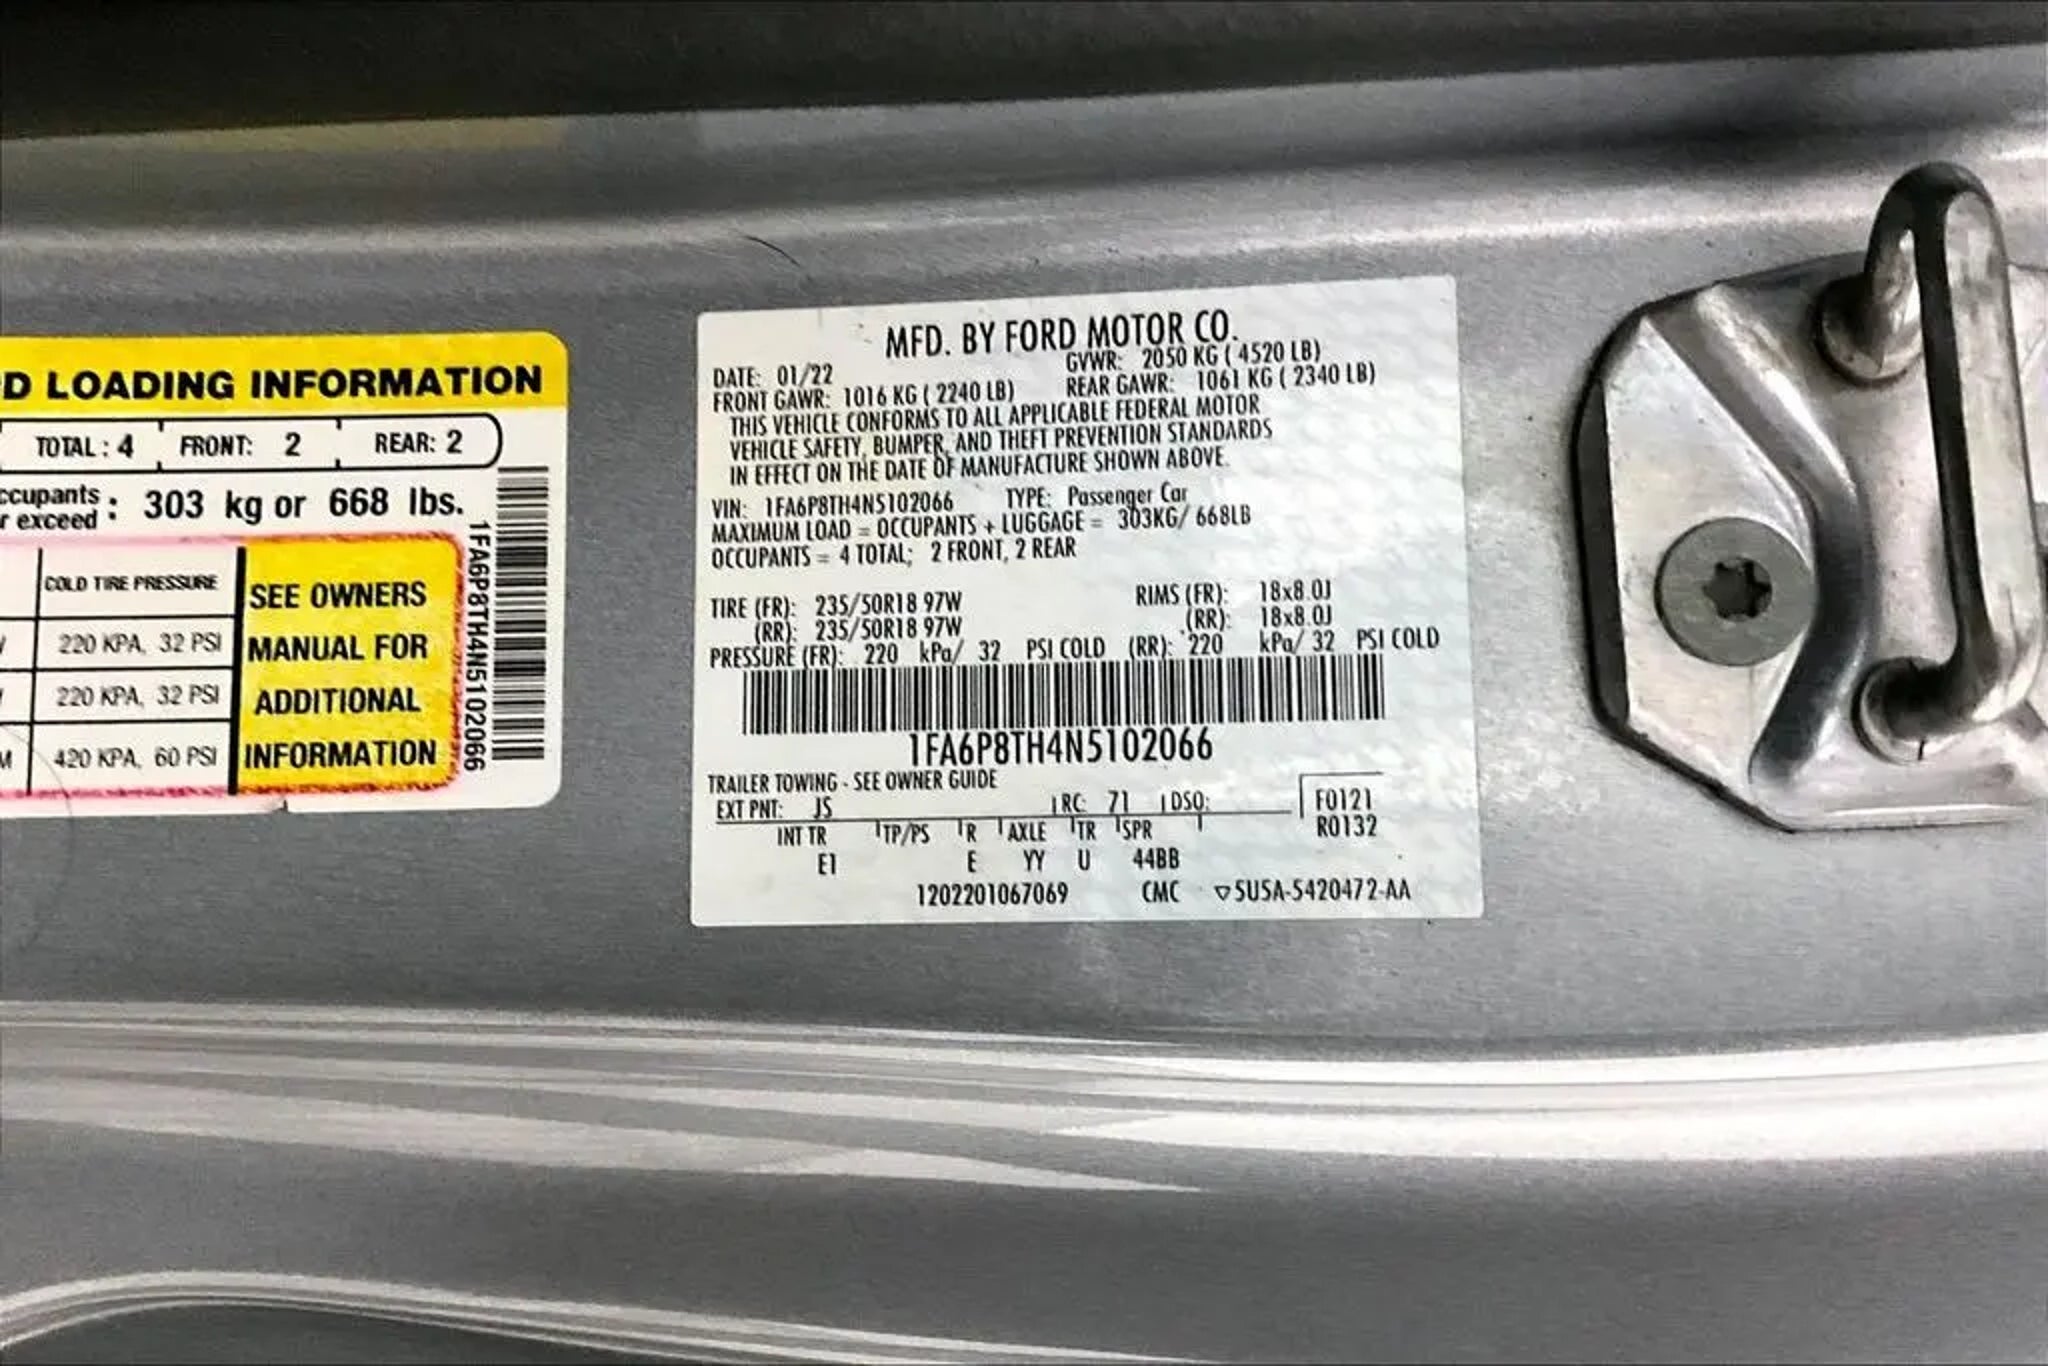 D LOADING INFORMATION
TOTAL : 4 FRONT: 2 REAR: 2
ccupants
r exceed : 303 kg or 668 lbs.
COLD TIRE PRESSURE
220 KPA, 32 PSI
220 KPA, 32 PSI
M 420 KPA, 60 PSI
SEE OWNERS
MANUAL FOR
ADDITIONAL
INFORMATION
1FA6P8TH4N5102066
MFD. BY FORD MOTOR CO.
DATE: 01/22 GVWR: 2050 KG ( 4520 LB)
FRONT GAWR: 1016 KG ( 2240 LB) REAR GAWR: 1061 KG ( 2340 LB)
THIS VEHICLE CONFORMS TO ALL APPLICABLE FEDERAL MOTOR
VEHICLE SAFETY, BUMPER, AND THEFT PREVENTION STANDARDS
IN EFFECT ON THE DATE OF MANUFACTURE SHOWN ABOVE.
VIN: 1FA6P8TH4N5102066 TYPE: Passenger Car
MAXIMUM LOAD = OCCUPANTS + LUGGAGE = 303KG/ 668LB
OCCUPANTS = 4 TOTAL; 2 FRONT, 2 REAR
TIRE (FR): 235/50R18 97W RIMS (FR): 18x8.0J
(RR): 235/50R18 97W (RR): 18x8.0J
PRESSURE (FR): 220 kPa/ 32 PSI COLD (RR): 220 kPa/ 32 PSI COLD
1FA6P8TH4N5102066
TRAILER TOWING - SEE OWNER GUIDE
EXT PNT: JS RC: 71 DSO: F0121
INT TR TP/PS R AXLE TR SPR R0132
E1 E YY U 44BB
1202201067069 CMC ▽5U5A-5420472-AA